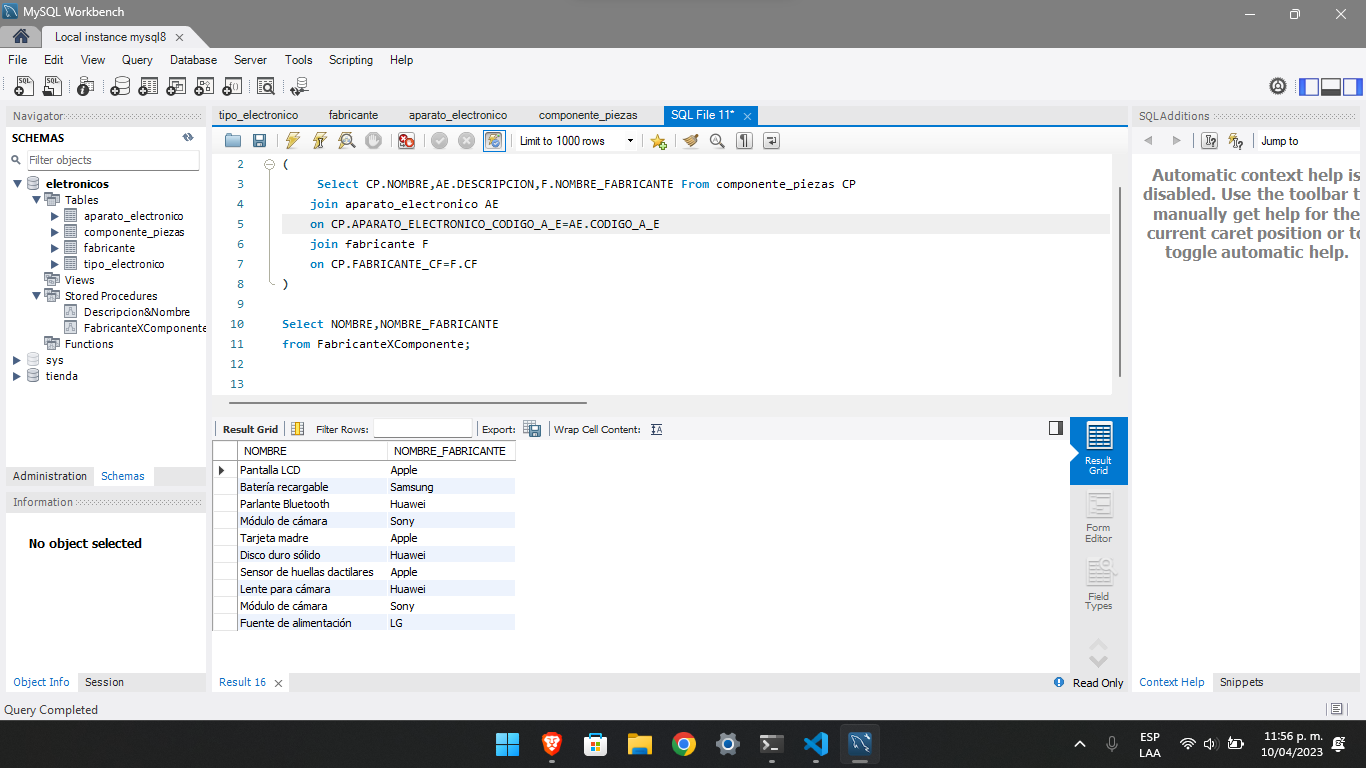 MySQL Workbench
Local instance mysql8
File Edit View Query Database Server Tools Scripting Help
Navigator
SCHEMAS
Filter objects
eletronicos
Tables
aparato_electronico
componente_piezas
fabricante
tipo_electronico
Views
Stored Procedures
Descripcion&Nombre
FabricanteXComponente
Functions
sys
tienda
Administration Schemas
Information
No object selected
Object Info Session
tipo_electronico fabricante aparato_electronico componente_piezas SQL File 11*
Limit to 1000 rows
2 (
3 Select CP.NOMBRE,AE.DESCRIPCION,F.NOMBRE_FABRICANTE From componente_piezas CP
4 join aparato_electronico AE
5 on CP.APARATO_ELECTRONICO_CODIGO_A_E=AE.CODIGO_A_E
6 join fabricante F
7 on CP.FABRICANTE_CF=F.CF
8 )
9
10 Select NOMBRE,NOMBRE_FABRICANTE
11 from FabricanteXComponente;
12
13
Result Grid Filter Rows: Export: Wrap Cell Content:
NOMBRE NOMBRE_FABRICANTE
Pantalla LCD Apple
Batería recargable Samsung
Parlante Bluetooth Huawei
Módulo de cámara Sony
Tarjeta madre Apple
Disco duro sólido Huawei
Sensor de huellas dactilares Apple
Lente para cámara Huawei
Módulo de cámara Sony
Fuente de alimentación LG
Result
Grid
Form
Editor
Field
Types
Result 16
Read Only
SQLAdditions
Jump to
Automatic context help is
disabled. Use the toolbar t
manually get help for the
current caret position or to
toggle automatic help.
Context Help Snippets
Query Completed
ESP
LAA
11:56 p. m.
10/04/2023